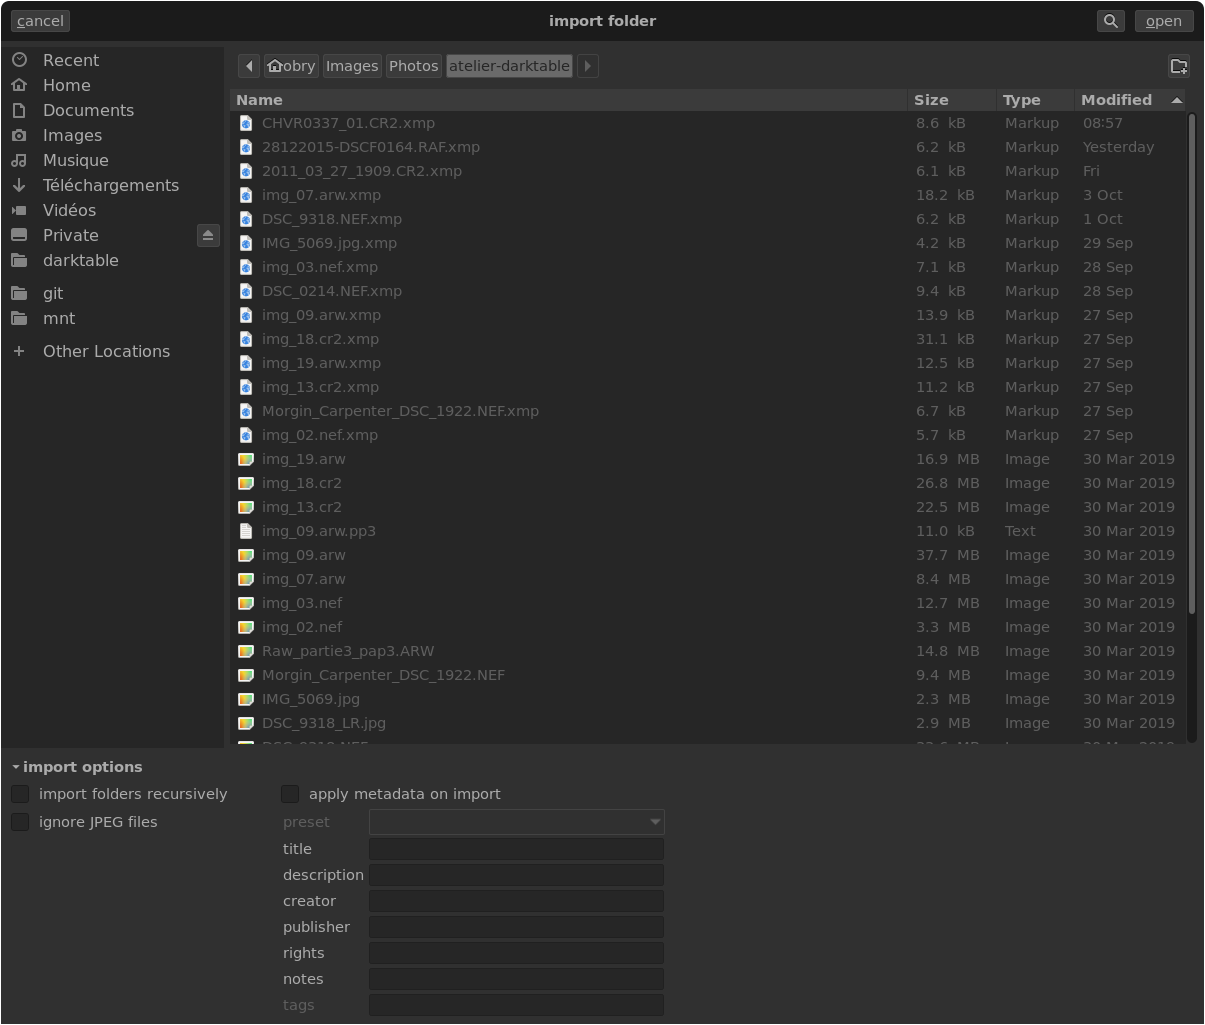 cancel import folder open
Recent
Home
Documents
Images
Musique
Téléchargements
Vidéos
Private
darktable
git
mnt
Other Locations
obry Images Photos atelier-darktable
Name Size Type Modified
CHVR0337_01.CR2.xmp 8.6 kB Markup 08:57
28122015-DSCF0164.RAF.xmp 6.2 kB Markup Yesterday
2011_03_27_1909.CR2.xmp 6.1 kB Markup Fri
img_07.arw.xmp 18.2 kB Markup 3 Oct
DSC_9318.NEF.xmp 6.2 kB Markup 1 Oct
IMG_5069.jpg.xmp 4.2 kB Markup 29 Sep
img_03.nef.xmp 7.1 kB Markup 28 Sep
DSC_0214.NEF.xmp 9.4 kB Markup 28 Sep
img_09.arw.xmp 13.9 kB Markup 27 Sep
img_18.cr2.xmp 31.1 kB Markup 27 Sep
img_19.arw.xmp 12.5 kB Markup 27 Sep
img_13.cr2.xmp 11.2 kB Markup 27 Sep
Morgin_Carpenter_DSC_1922.NEF.xmp 6.7 kB Markup 27 Sep
img_02.nef.xmp 5.7 kB Markup 27 Sep
img_19.arw 16.9 MB Image 30 Mar 2019
img_18.cr2 26.8 MB Image 30 Mar 2019
img_13.cr2 22.5 MB Image 30 Mar 2019
img_09.arw.pp3 11.0 kB Text 30 Mar 2019
img_09.arw 37.7 MB Image 30 Mar 2019
img_07.arw 8.4 MB Image 30 Mar 2019
img_03.nef 12.7 MB Image 30 Mar 2019
img_02.nef 3.3 MB Image 30 Mar 2019
Raw_partie3_pap3.ARW 14.8 MB Image 30 Mar 2019
Morgin_Carpenter_DSC_1922.NEF 9.4 MB Image 30 Mar 2019
IMG_5069.jpg 2.3 MB Image 30 Mar 2019
DSC_9318_LR.jpg 2.9 MB Image 30 Mar 2019
import options
import folders recursively apply metadata on import
ignore JPEG files preset
title
description
creator
publisher
rights
notes
tags